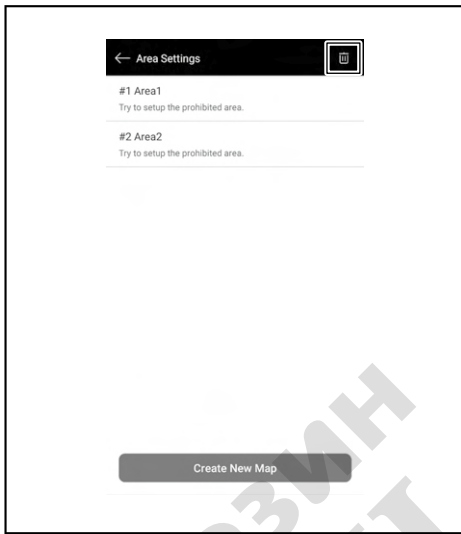 Area Settings
#1 Area1
Try to setup the prohibited area.
#2 Area2
Try to setup the prohibited area.
Create New Map